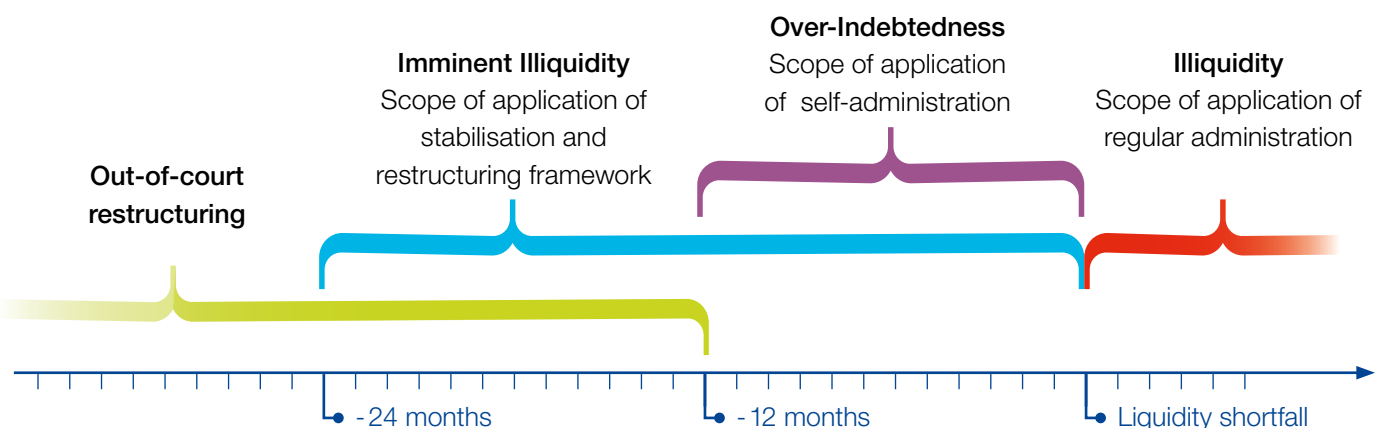 Out-of-court
restructuring
Imminent Illiquidity
Scope of application of
stabilisation and
restructuring framework
Over-Indebtedness
Scope of application
of self-administration
Illiquidity
Scope of application of
regular administration
-24 months
-12 months
Liquidity shortfall